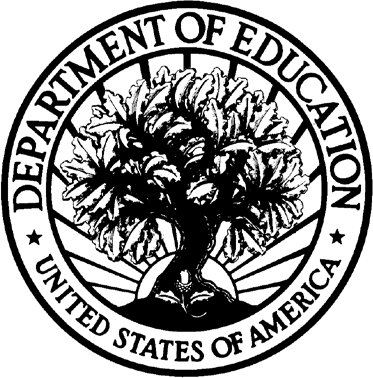 DEPARTMENT OF EDUCATION
UNITED STATES OF AMERICA